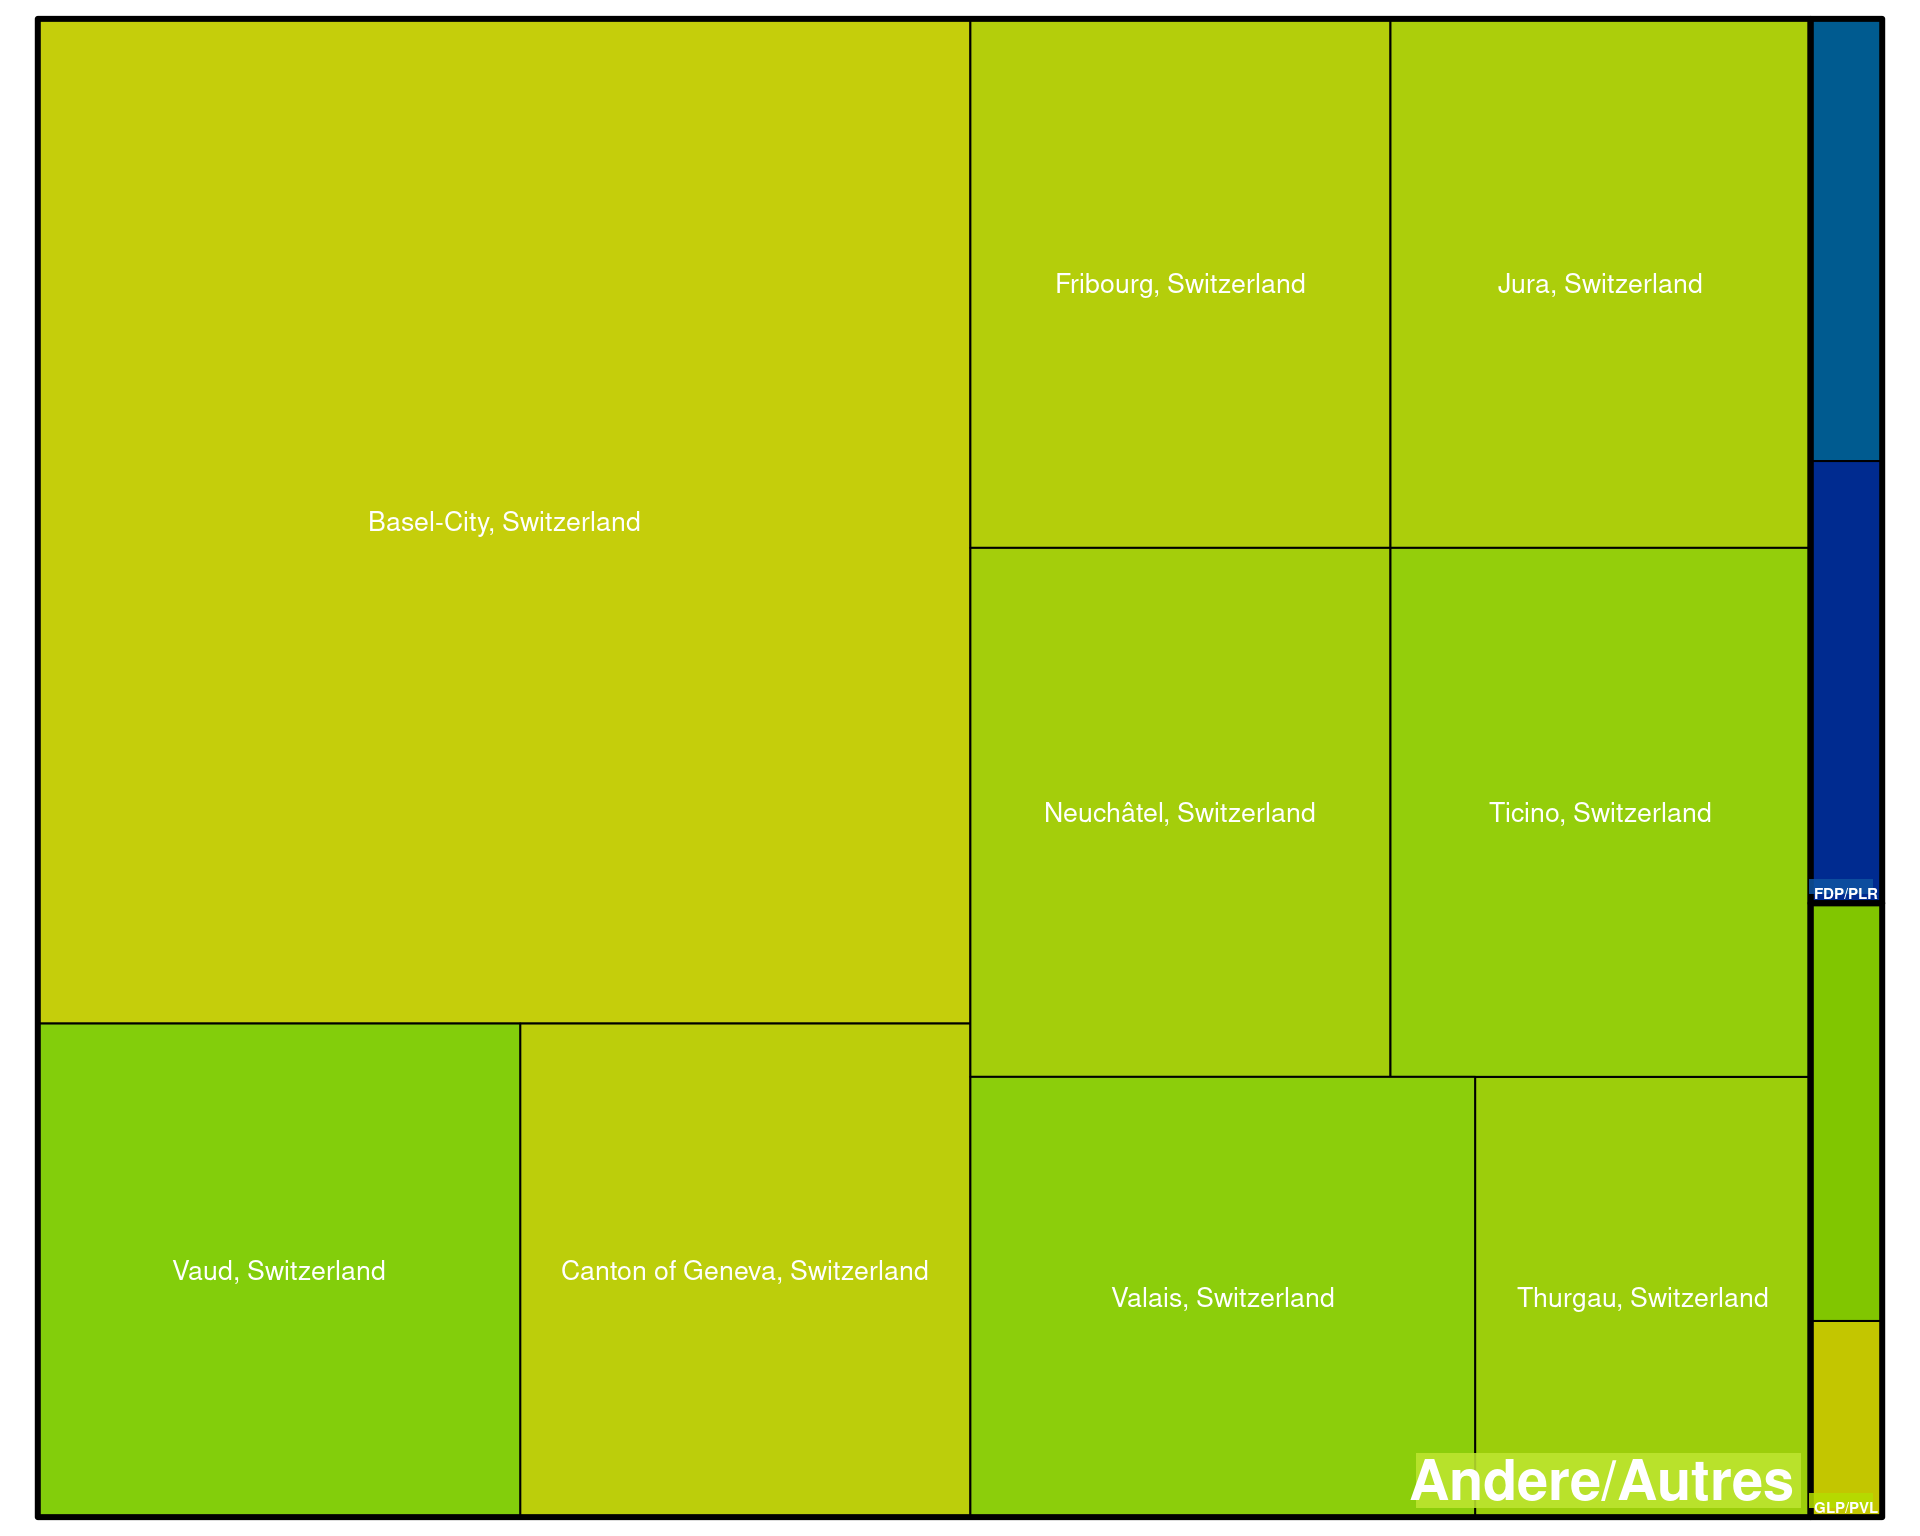 Basel-City, Switzerland
Fribourg, Switzerland
Jura, Switzerland
Neuchâtel, Switzerland
Ticino, Switzerland
FDP/PLR
Vaud, Switzerland
Canton of Geneva, Switzerland
Valais, Switzerland
Thurgau, Switzerland
Andere/Autres
GLP/PVL